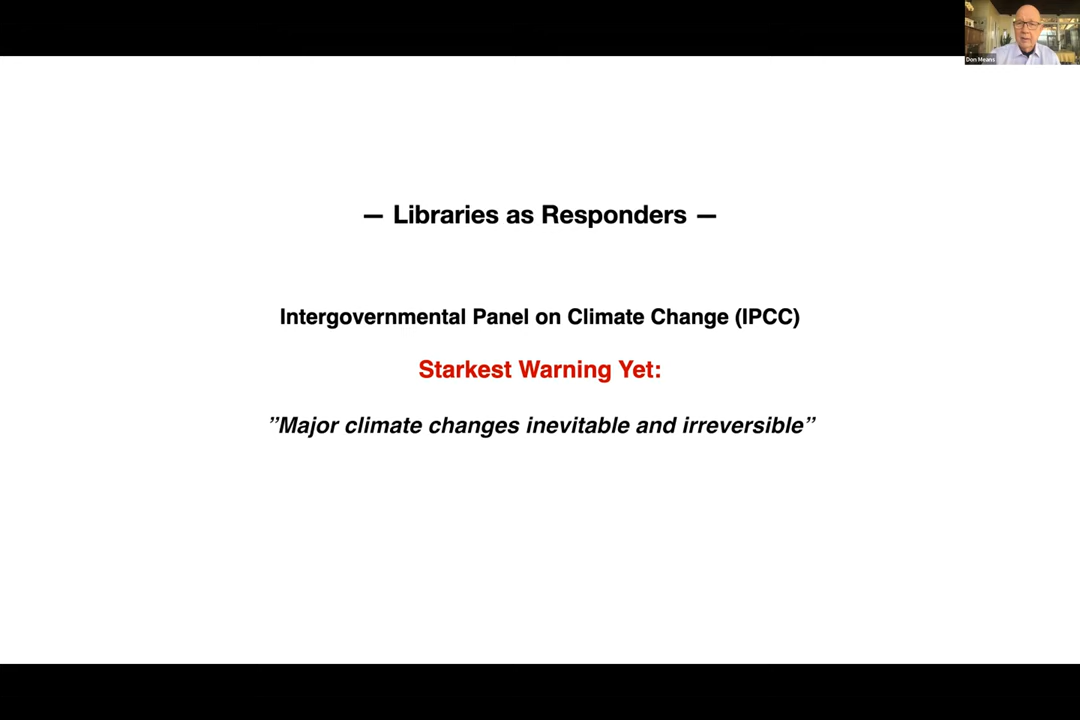 Don Means
— Libraries as Responders —
Intergovernmental Panel on Climate Change (IPCC)
Starkest Warning Yet:
”Major climate changes inevitable and irreversible”